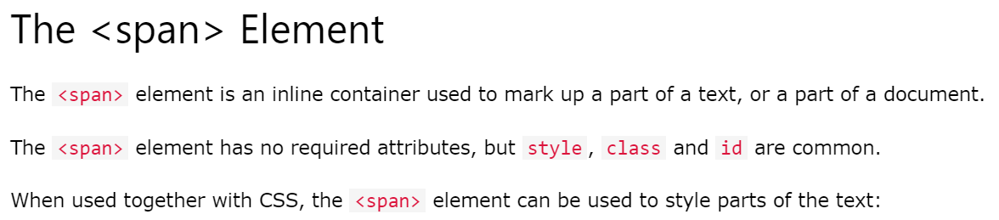 The <span> Element
The <span> element is an inline container used to mark up a part of a text, or a part of a document.
The <span> element has no required attributes, but style, class and id are common.
When used together with CSS, the <span> element can be used to style parts of the text: